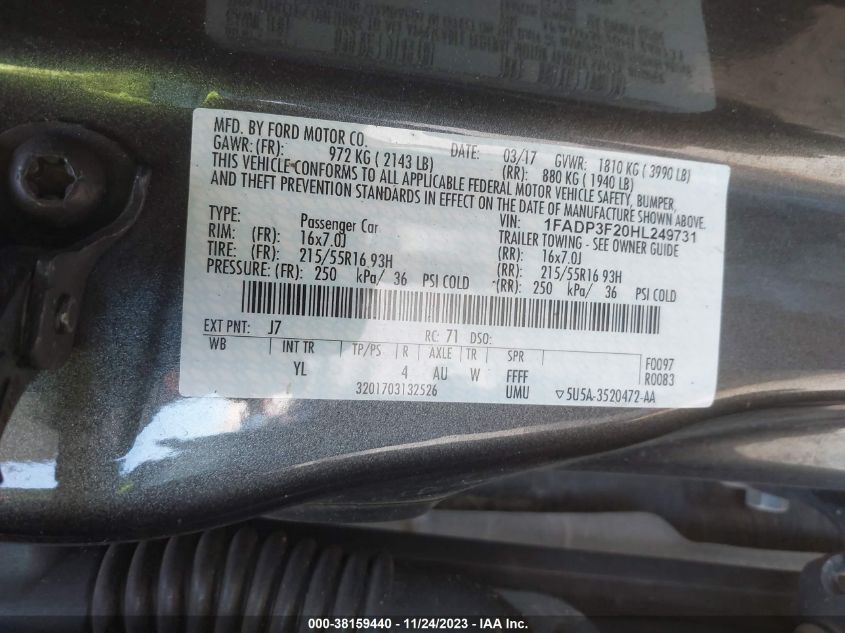 MFD. BY FORD MOTOR CO.
GAWR: (FR): 972 KG ( 2143 LB) DATE: 03/17 GVWR: 1810 KG ( 3990 LB)
(RR): 880 KG ( 1940 LB)
THIS VEHICLE CONFORMS TO ALL APPLICABLE FEDERAL MOTOR VEHICLE SAFETY, BUMPER,
AND THEFT PREVENTION STANDARDS IN EFFECT ON THE DATE OF MANUFACTURE SHOWN ABOVE.
VIN: 1FADP3F20HL249731
TYPE: Passenger Car TRAILER TOWING - SEE OWNER GUIDE
RIM: (FR): 16x7.0J (RR): 16x7.0J
TIRE: (FR): 215/55R16 93H (RR): 215/55R16 93H
PRESSURE: (FR): 250 kPa/ 36 PSI COLD (RR): 250 kPa/ 36 PSI COLD
EXT PNT: J7 RC: 71 DSO:
WB INT TR TP/PS R AXLE TR SPR F0097
YL 4 AU W FFFF R0083
3201703132526 UMU ▽5U5A-3520472-AA
000-38159440 - 11/24/2023 - IAA Inc.